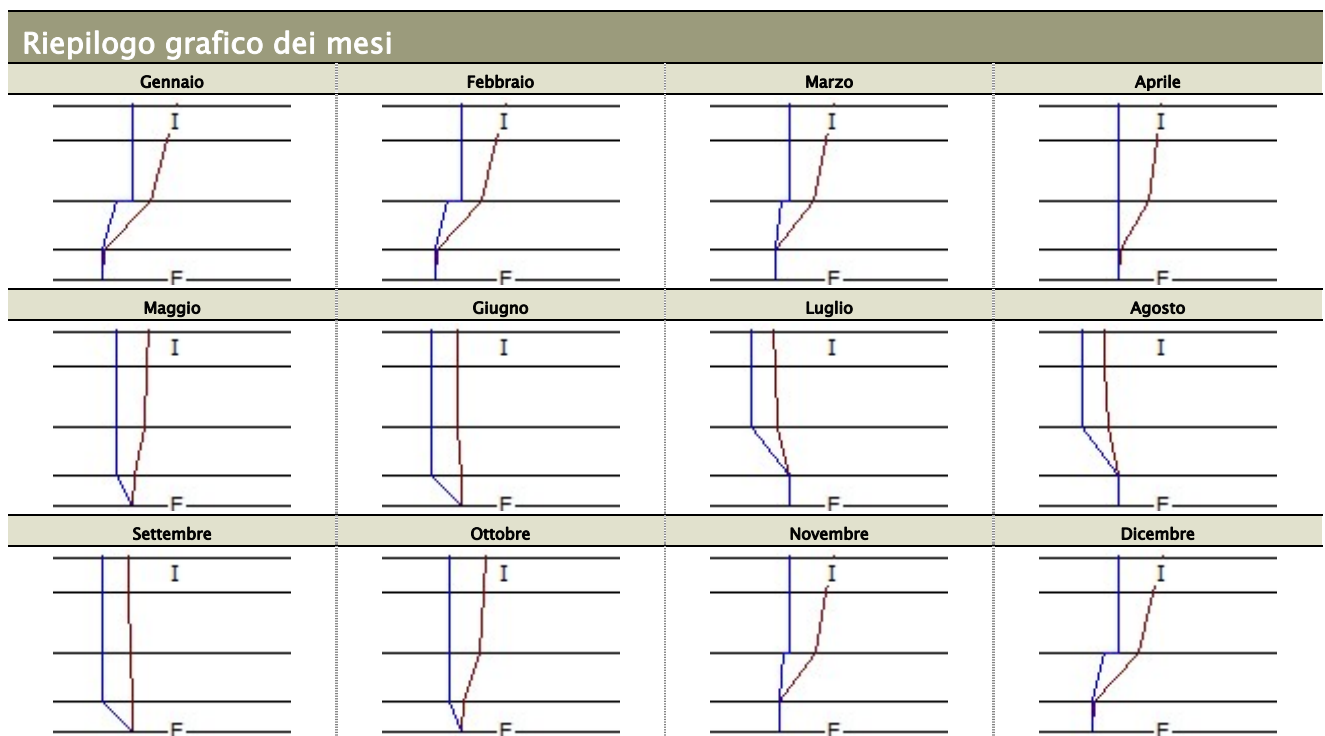 Riepilogo grafico dei mesi
Gennaio Febbraio Marzo Aprile
I I I I
F F F F
Maggio Giugno Luglio Agosto
I I I I
F F F F
Settembre Ottobre Novembre Dicembre
I I I I
F F F F